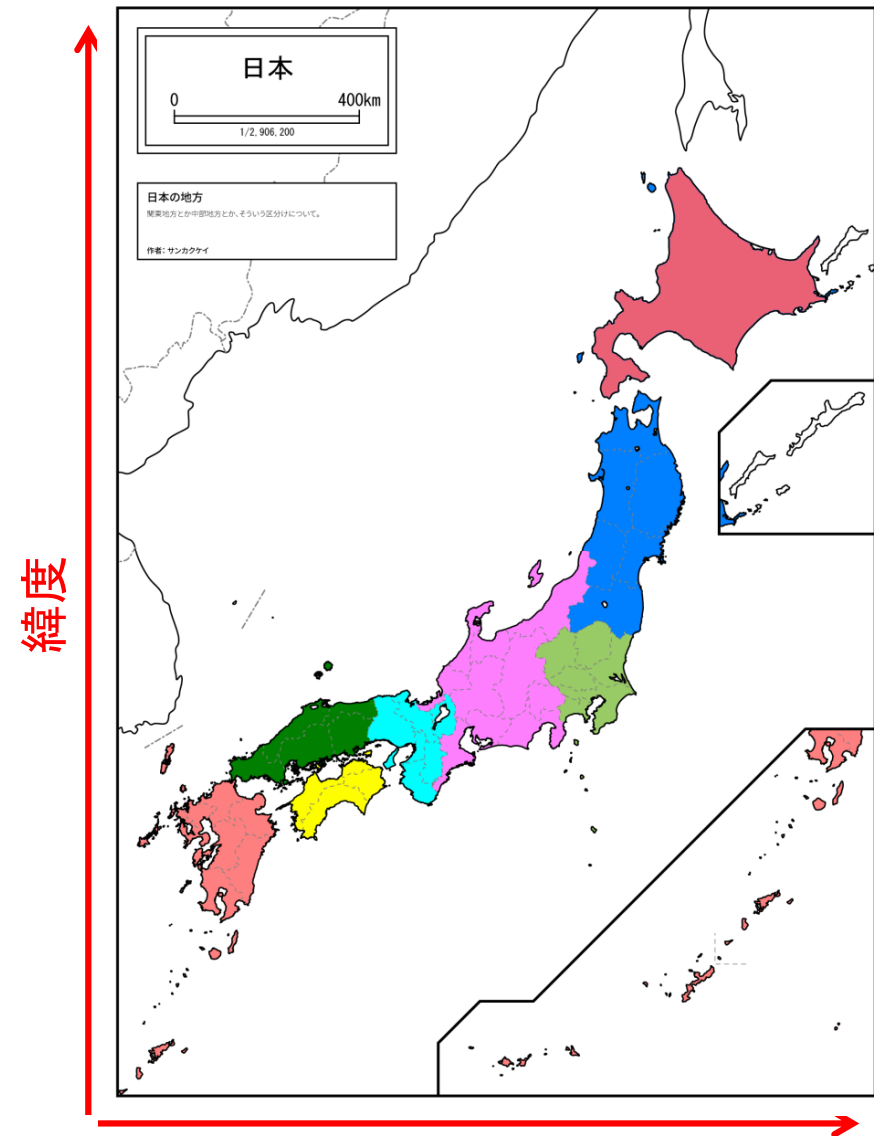 日本
0 400km
1/2,906,200
日本の地方
関東地方とか中部地方とか、そういう区分けについて。
作者：サンカクケイ
緯度